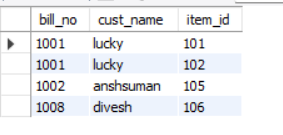 bill_no cust_name item_id
1001 lucky 101
1001 lucky 102
1002 anshsuman 105
1008 divesh 106